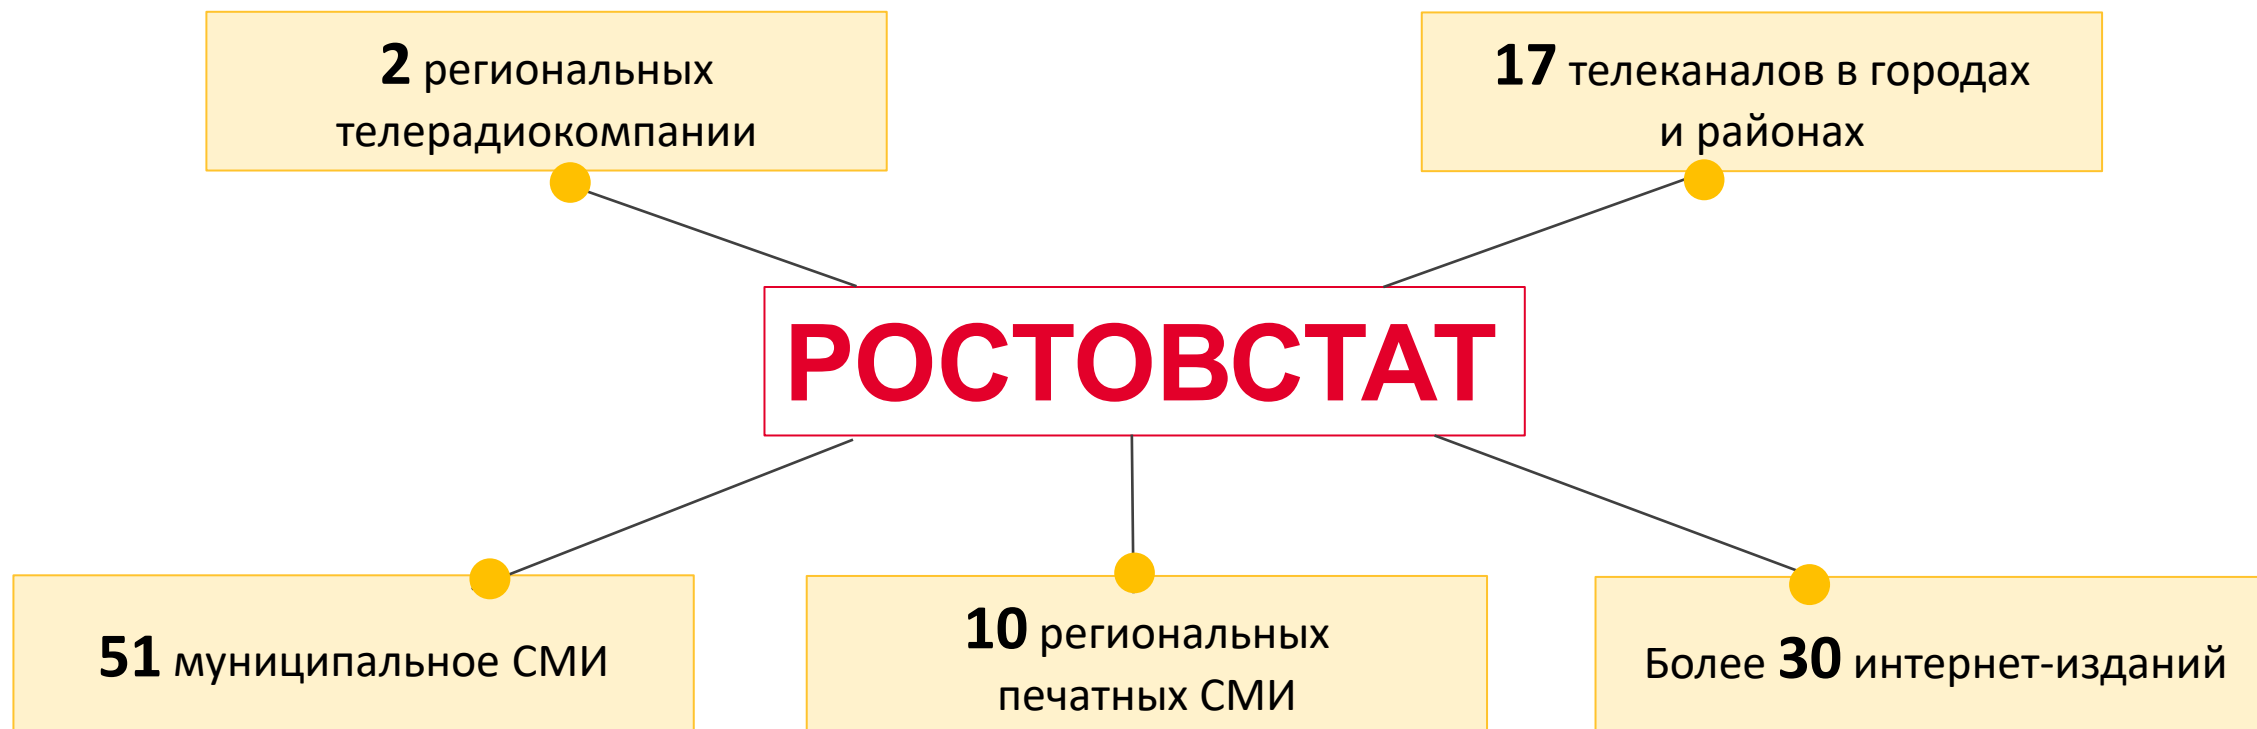 2 региональных
телерадиокомпании
17 телеканалов в городах
и районах
РОСТОВСТАТ
51 муниципальное СМИ
10 региональных
печатных СМИ
Более 30 интернет-изданий